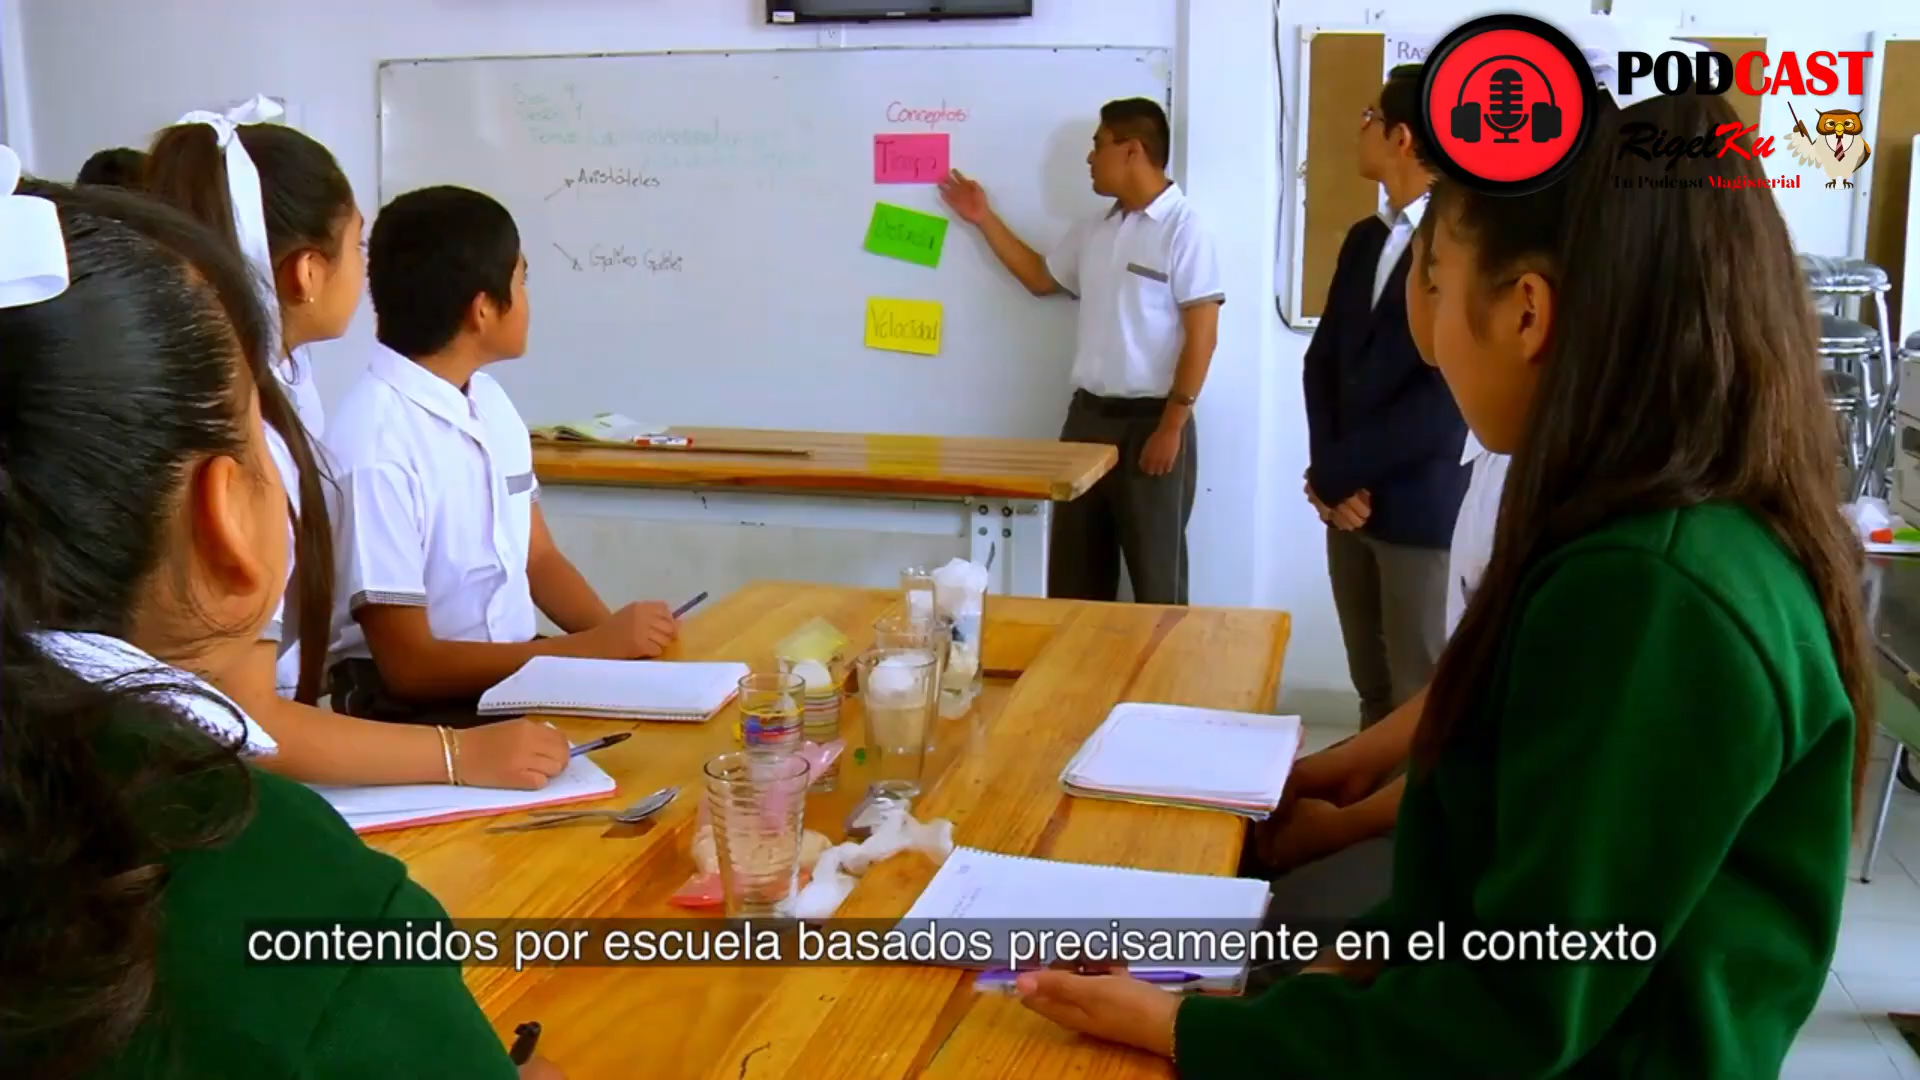 PODCAST
RigelKu
Tu Podcast Magisterial
Conceptos
Tiempo
Aristóteles
Galileo Galilei
Velocidad
contenidos por escuela basados precisamente en el contexto